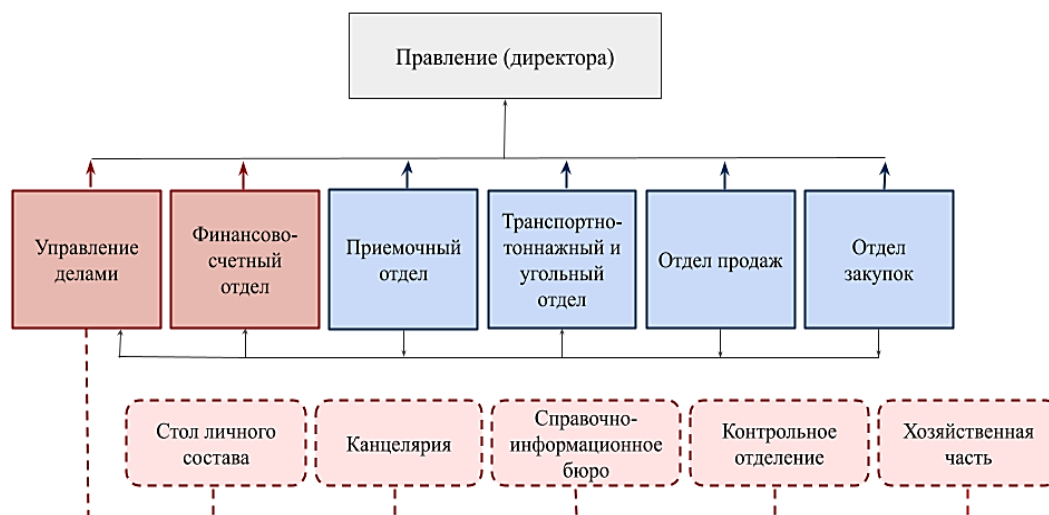 Правление (директора)
Управление
делами
Финансово-
счетный
отдел
Приемочный
отдел
Транспортно-
тоннажный и
угольный
отдел
Отдел продаж
Отдел
закупок
Стол личного
состава
Канцелярия
Справочно-
информационное
бюро
Контрольное
отделение
Хозяйственная
часть